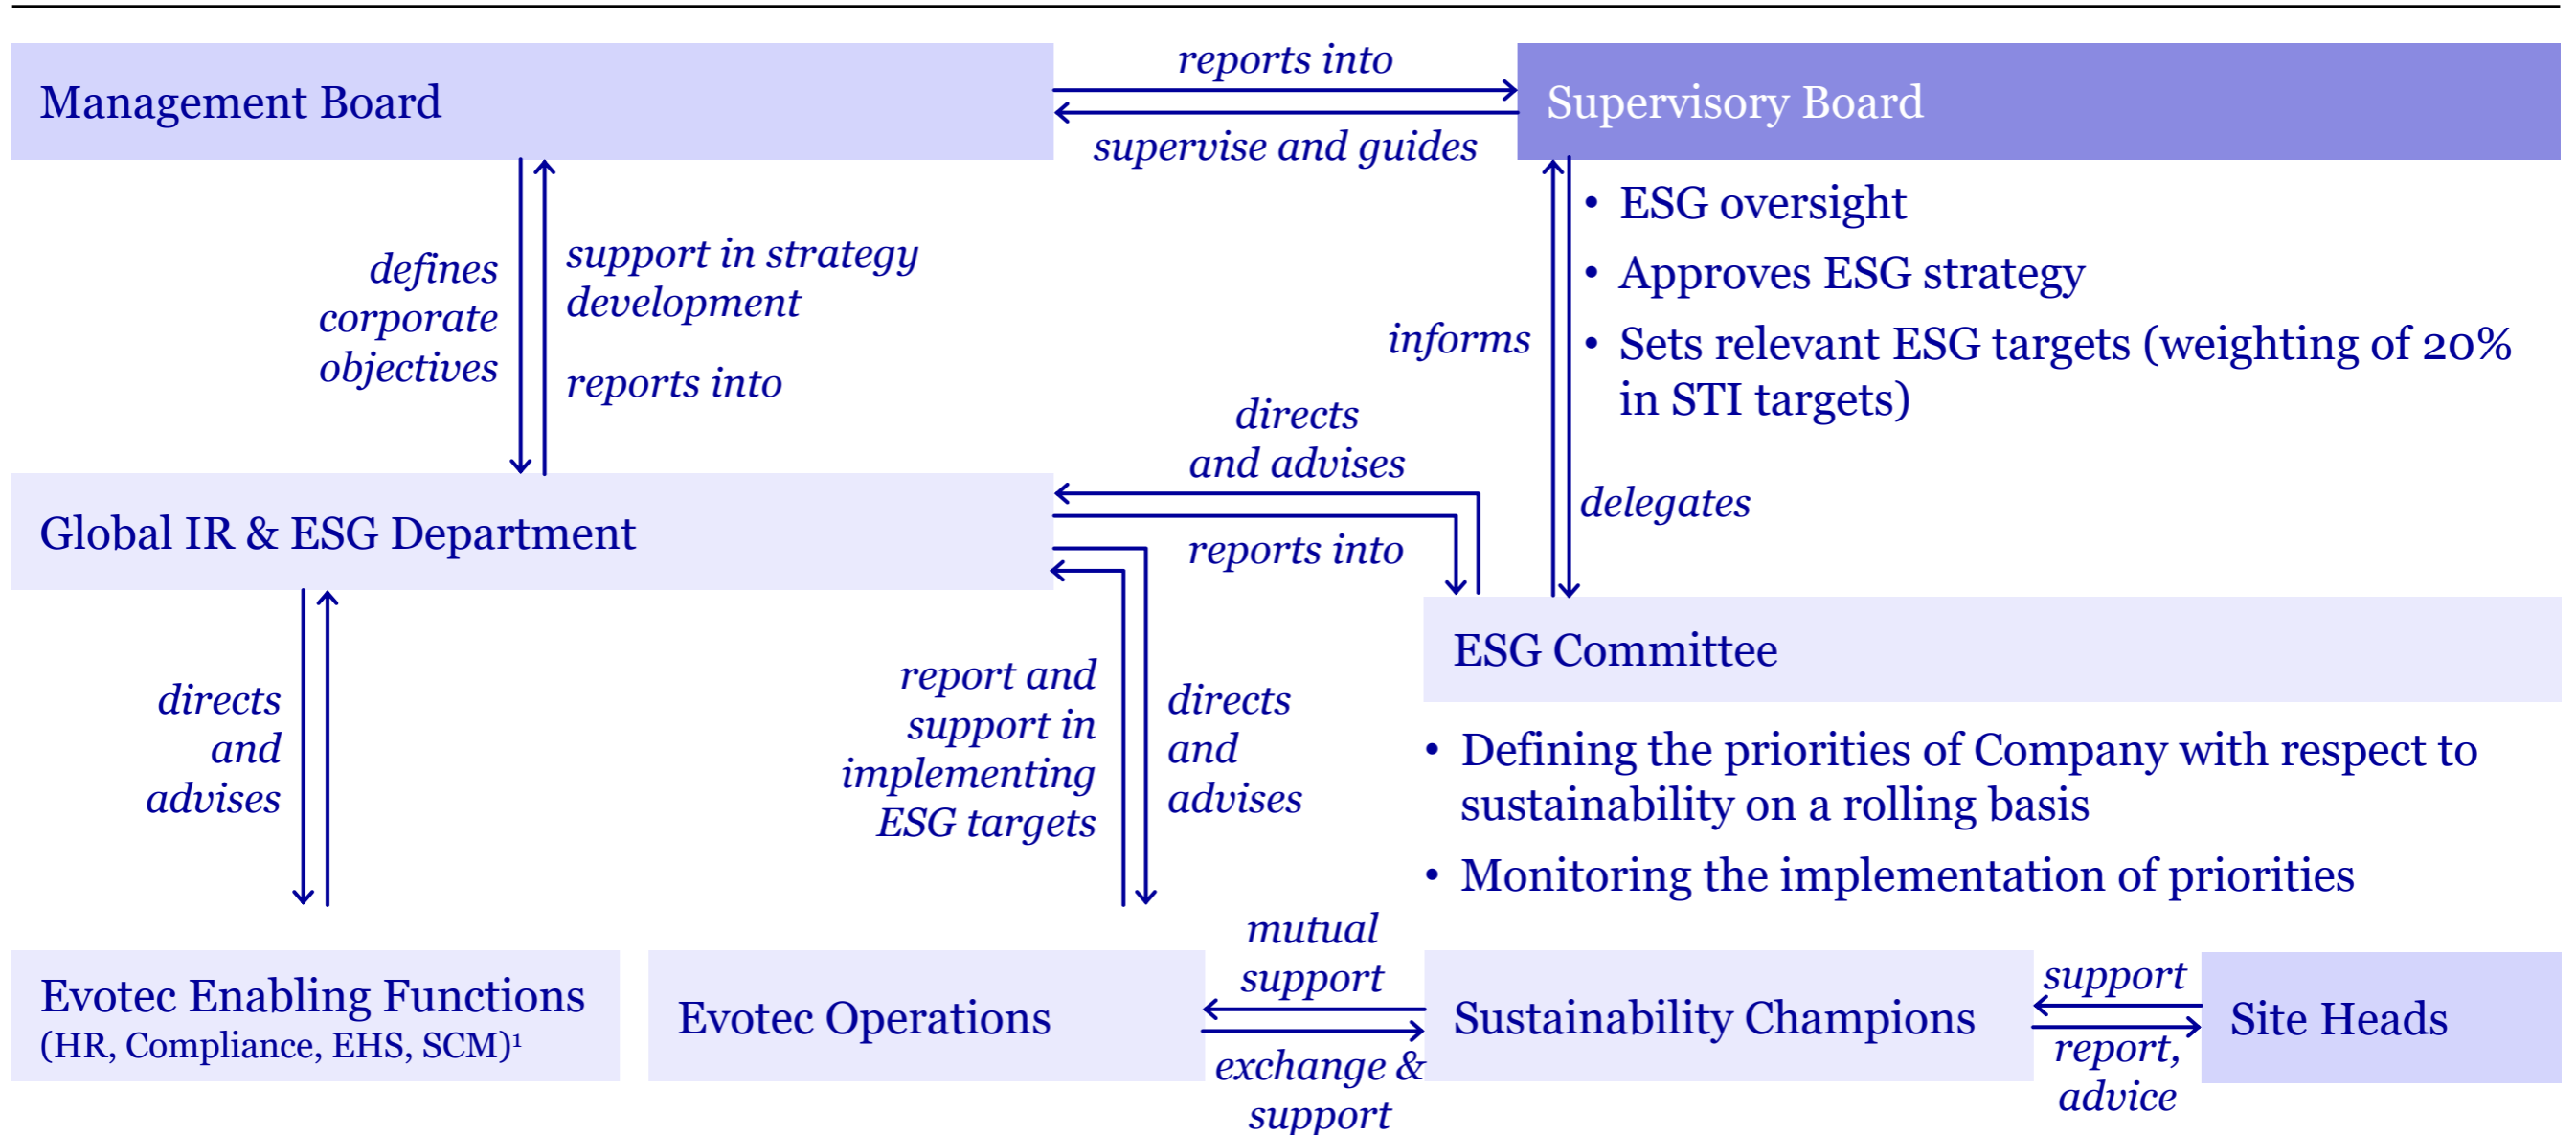 reports into
Management Board
Supervisory Board
supervise and guides
• ESG oversight
• Approves ESG strategy
• Sets relevant ESG targets (weighting of 20%
in STI targets)
defines
corporate
objectives
support in strategy
development
reports into
informs
delegates
directs
and advises
Global IR & ESG Department
reports into
ESG Committee
• Defining the priorities of Company with respect to
sustainability on a rolling basis
• Monitoring the implementation of priorities
directs
and
advises
report and
support in
implementing
ESG targets
directs
and
advises
Evotec Enabling Functions
(HR, Compliance, EHS, SCM)¹
Evotec Operations
mutual
support
exchange &
support
Sustainability Champions
support
report,
advice
Site Heads